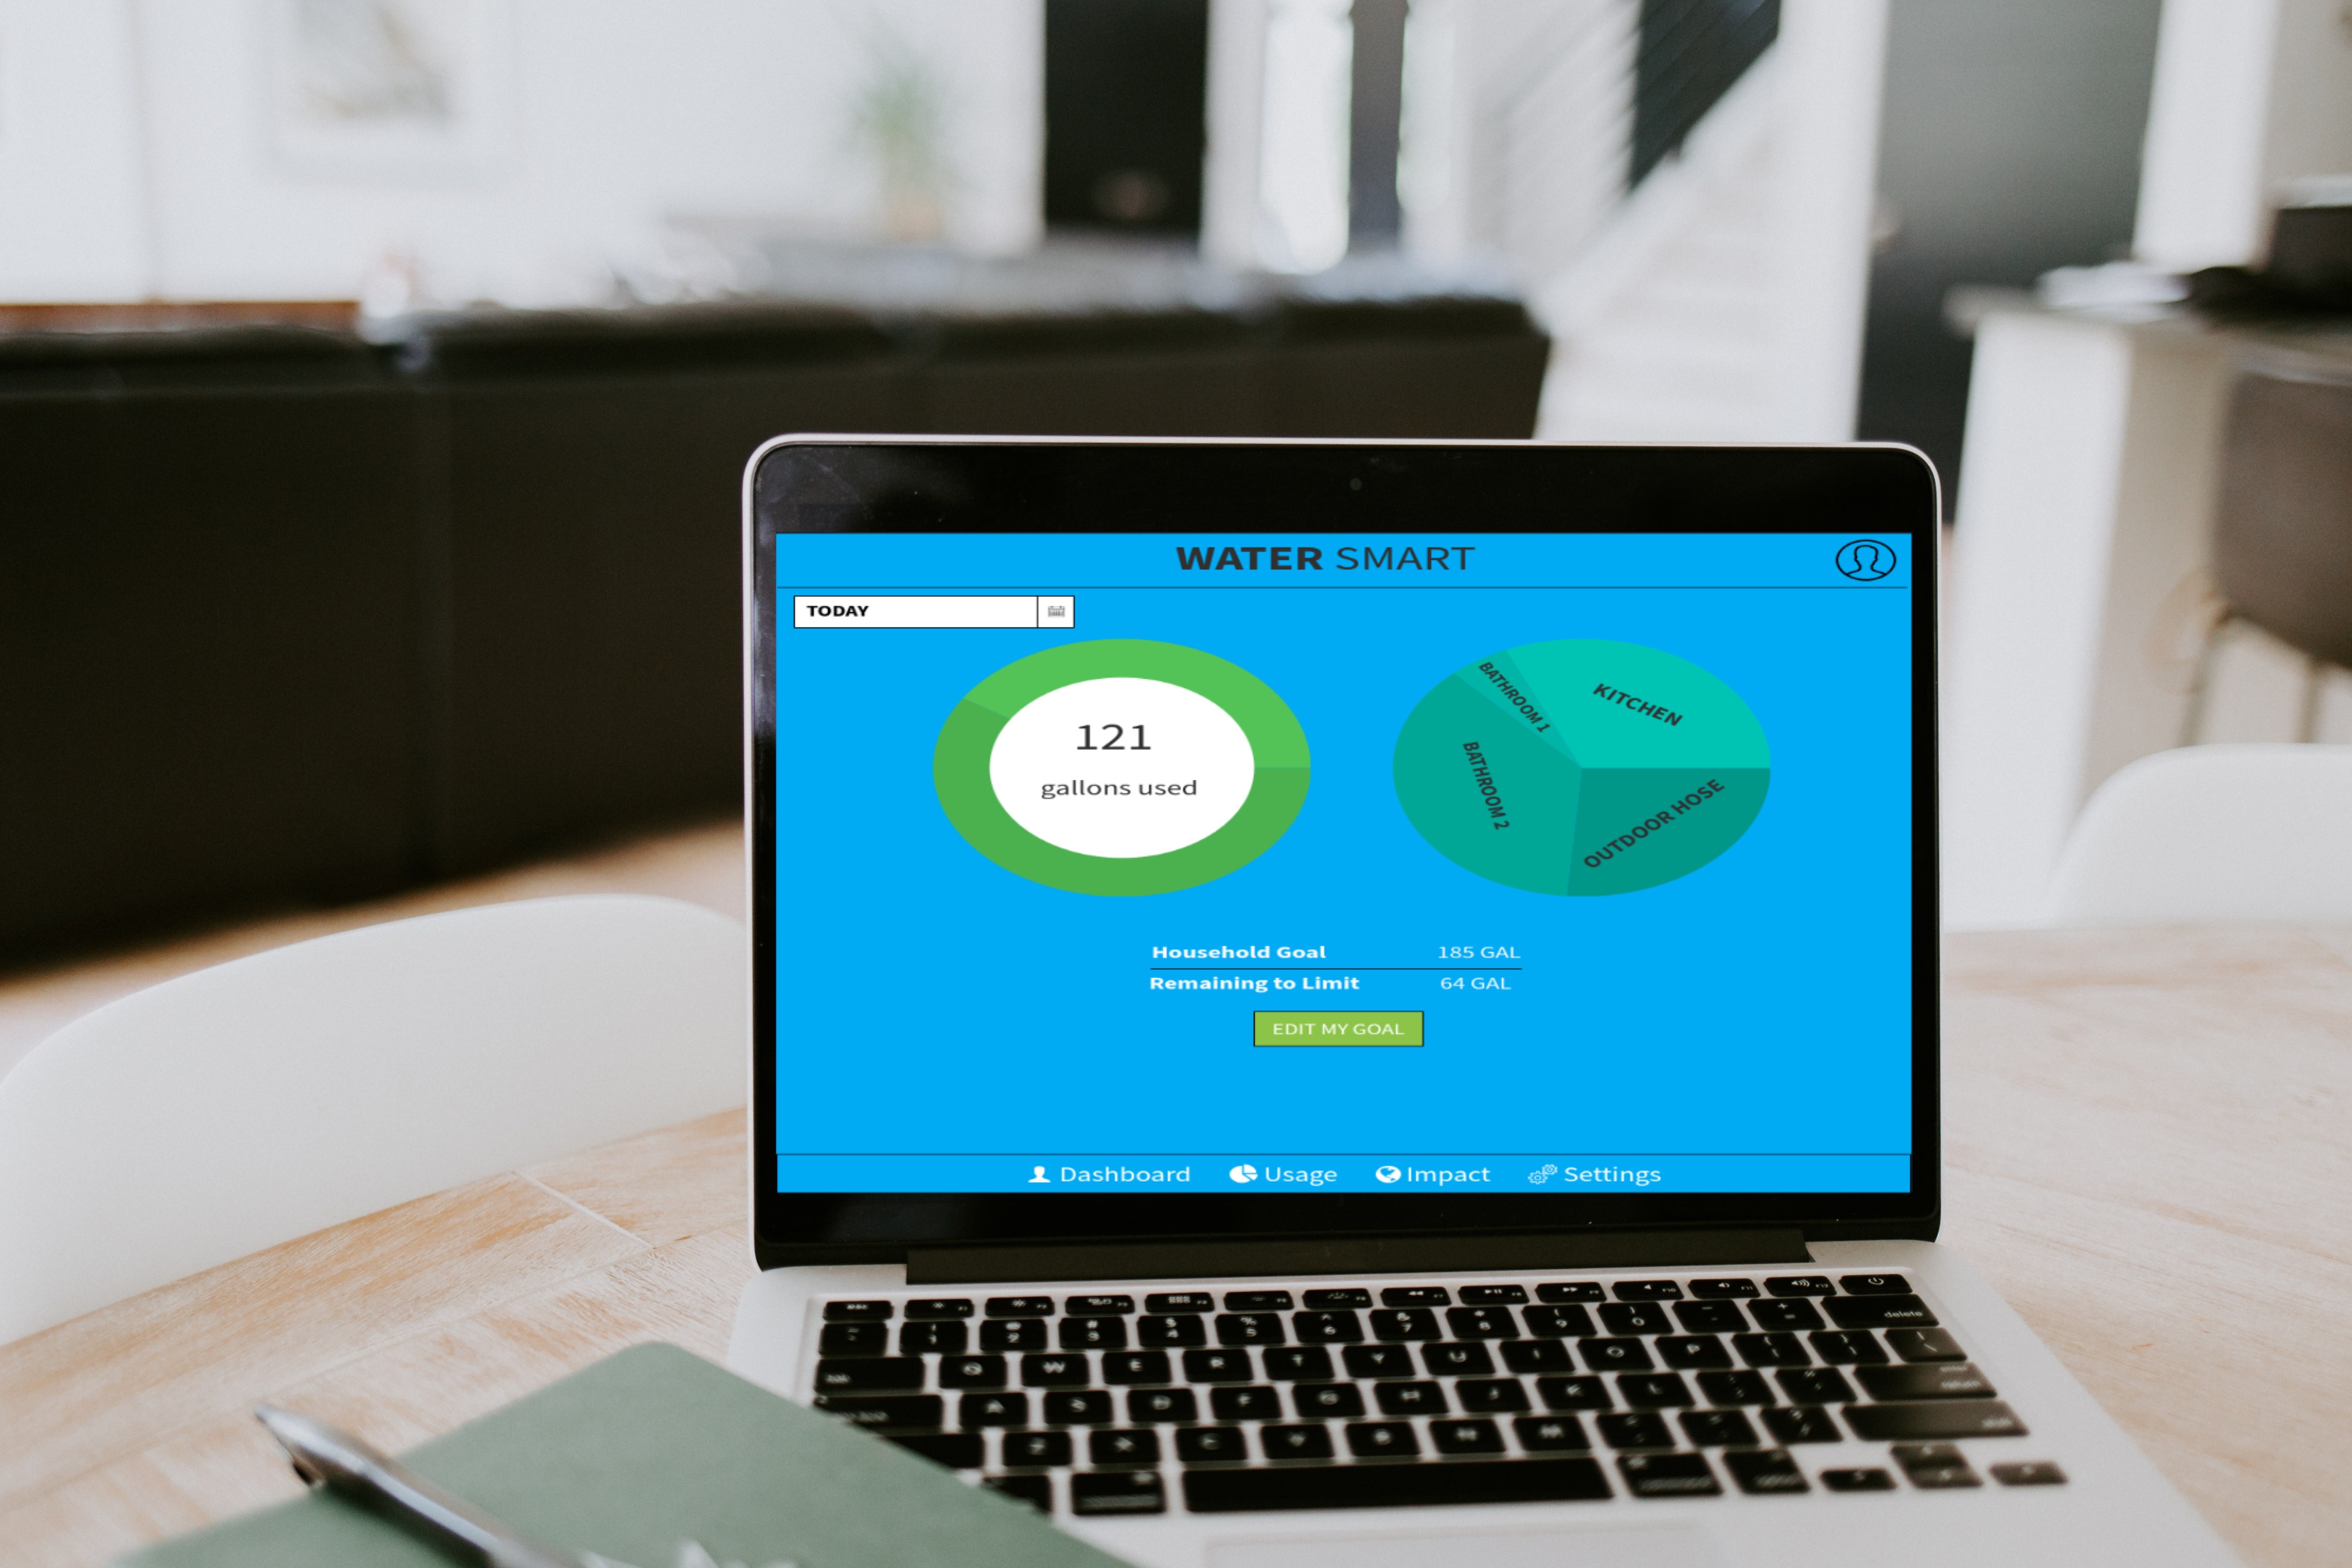 WATER SMART
TODAY
121
gallons used
BATHROOM 1
KITCHEN
BATHROOM 2
OUTDOOR HOSE
Household Goal 185 GAL
Remaining to Limit 64 GAL
EDIT MY GOAL
Dashboard Usage Impact Settings
delete